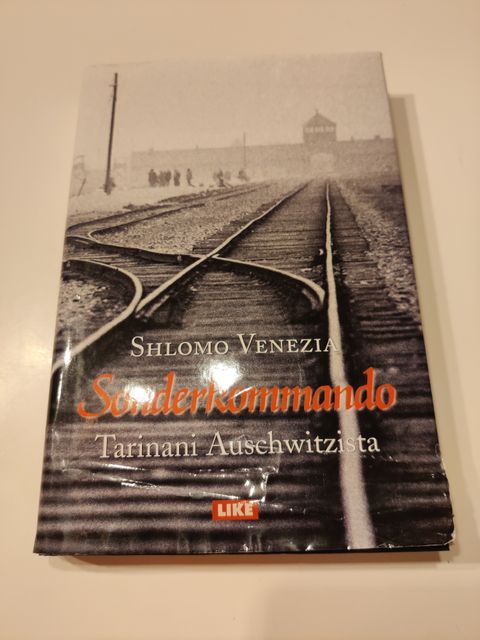 SHLOMO VENEZIA
Sonderkommando
Tarinani Auschwitzista
LIKE